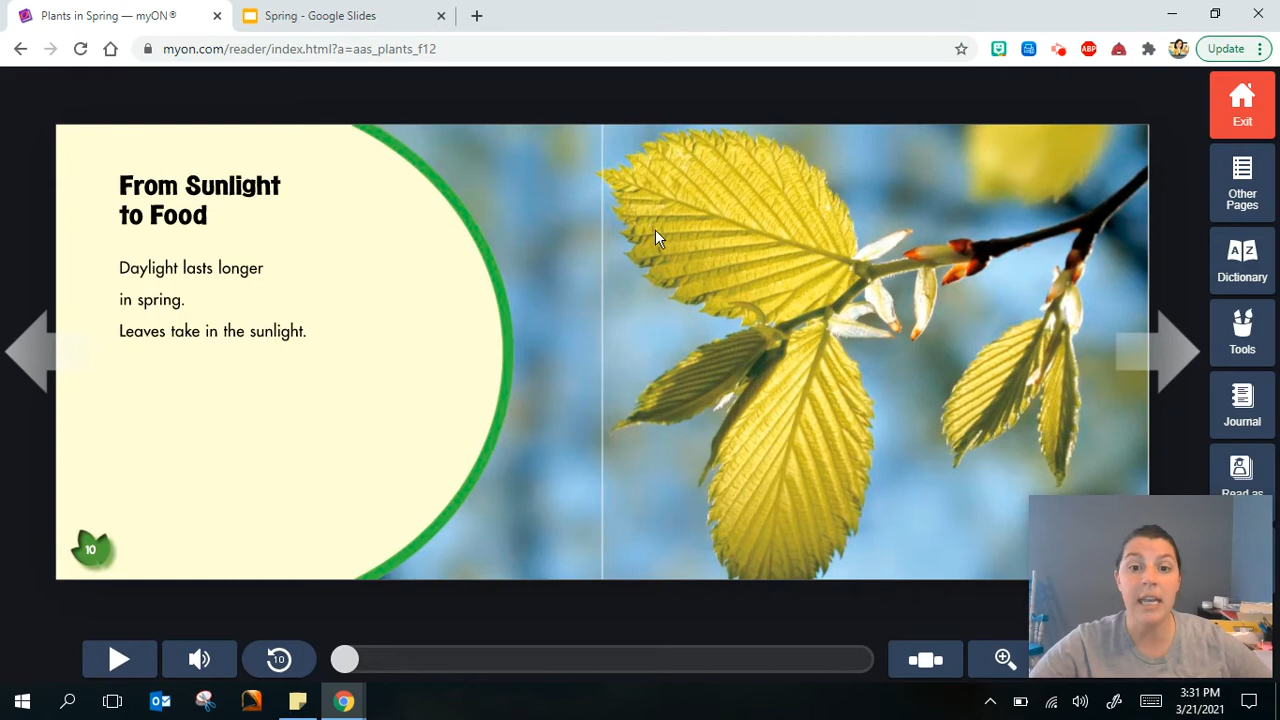 Plants in Spring — myON®
Spring - Google Slides
myon.com/reader/index.html?a=aas_plants_f12
ABP
Update
Exit
From Sunlight
to Food
Daylight lasts longer
in spring.
Leaves take in the sunlight.
10
Other
Pages
A Z
Dictionary
Tools
Journal
Read as
10
3:31 PM
3/21/2021